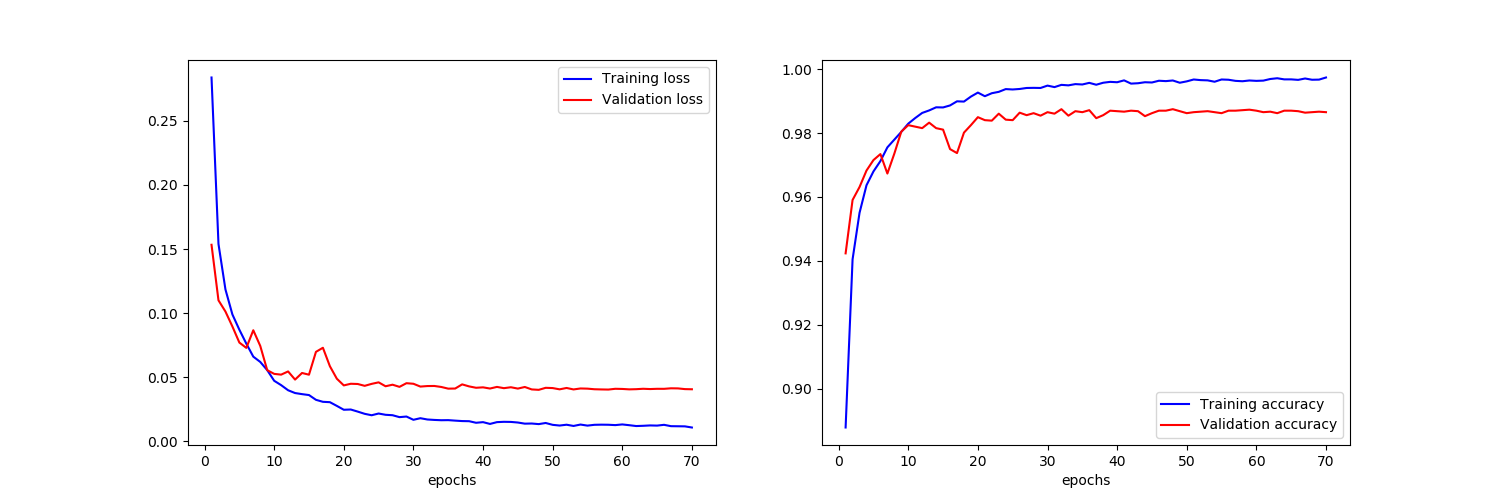 Training loss
Validation loss
0.25
0.20
0.15
0.10
0.05
0.00
0 10 20 30 40 50 60 70
epochs
1.00
0.98
0.96
0.94
0.92
0.90
Training accuracy
Validation accuracy
0 10 20 30 40 50 60 70
epochs